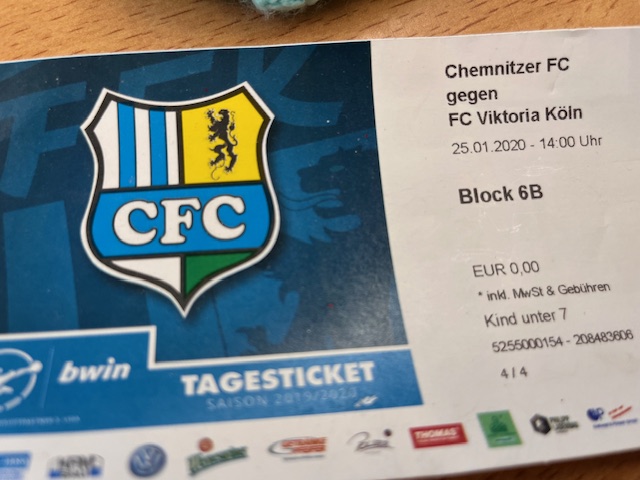 Chemnitzer FC
gegen
FC Viktoria Köln
25.01.2020 - 14:00 Uhr
Block 6B
EUR 0,00
* inkl. MwSt & Gebühren
Kind unter 7
5255000154 - 208483606
4 / 4
CFC
bwin
TAGESTICKET
SAISON 2019/2020
THOMAS